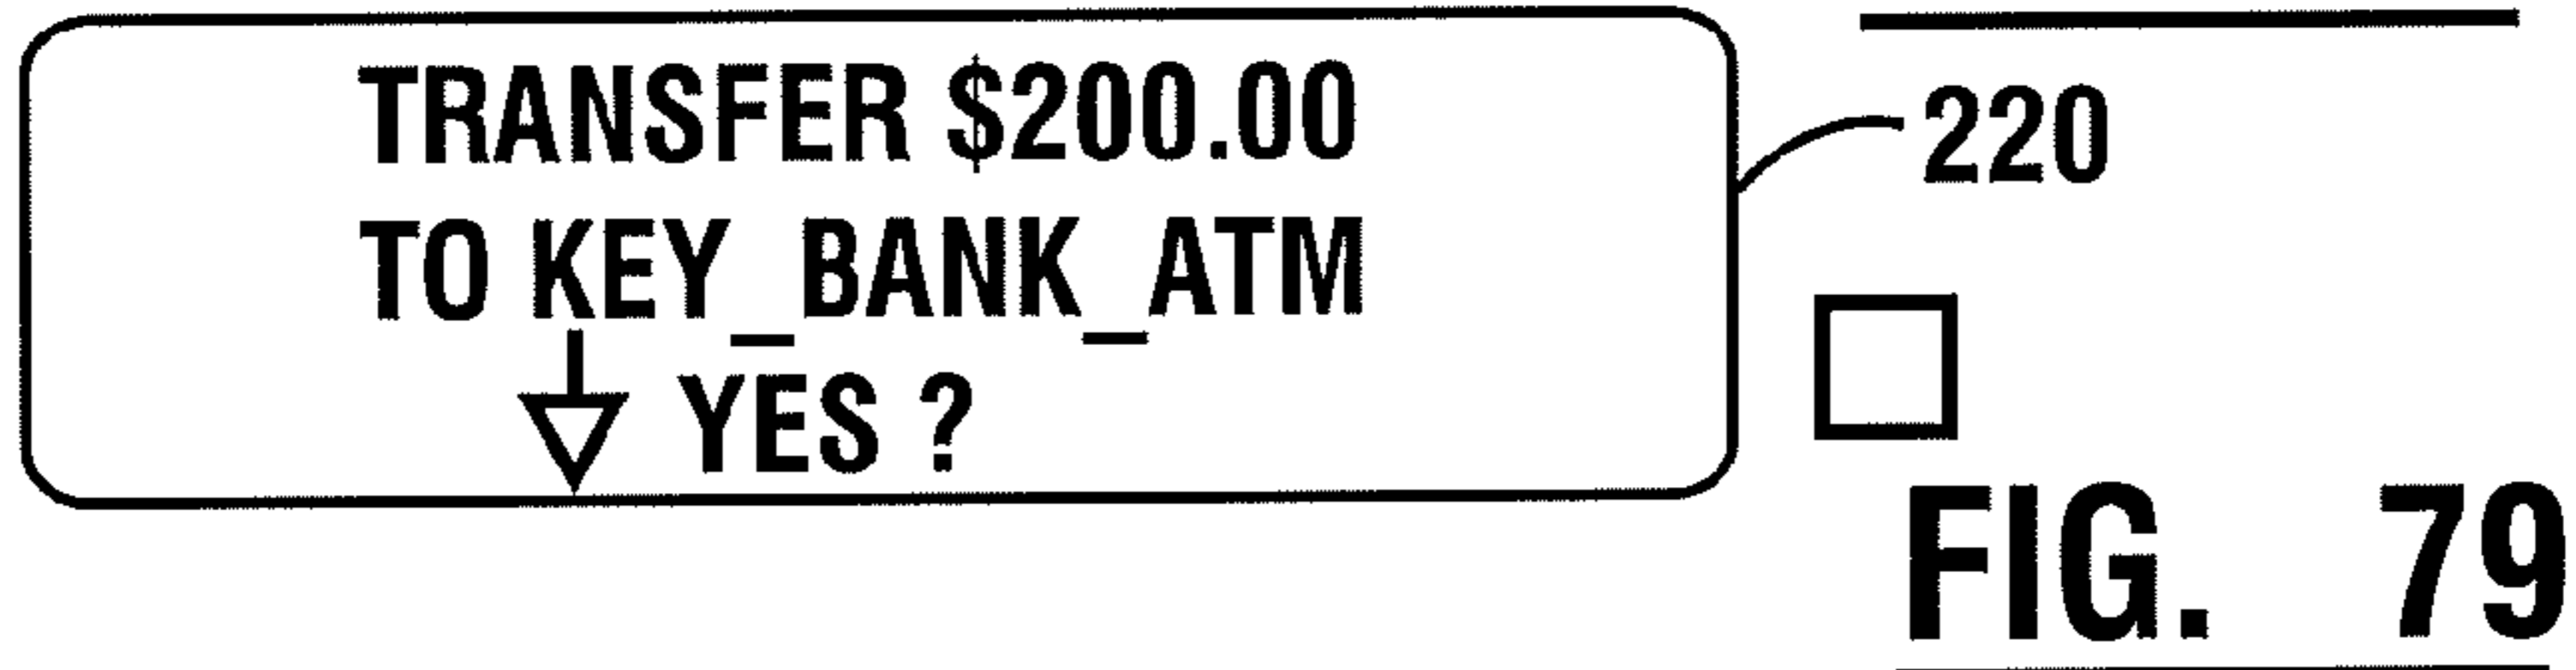 TRANSFER $200.00
TO KEY_BANK_ATM
YES ?
220
FIG. 79